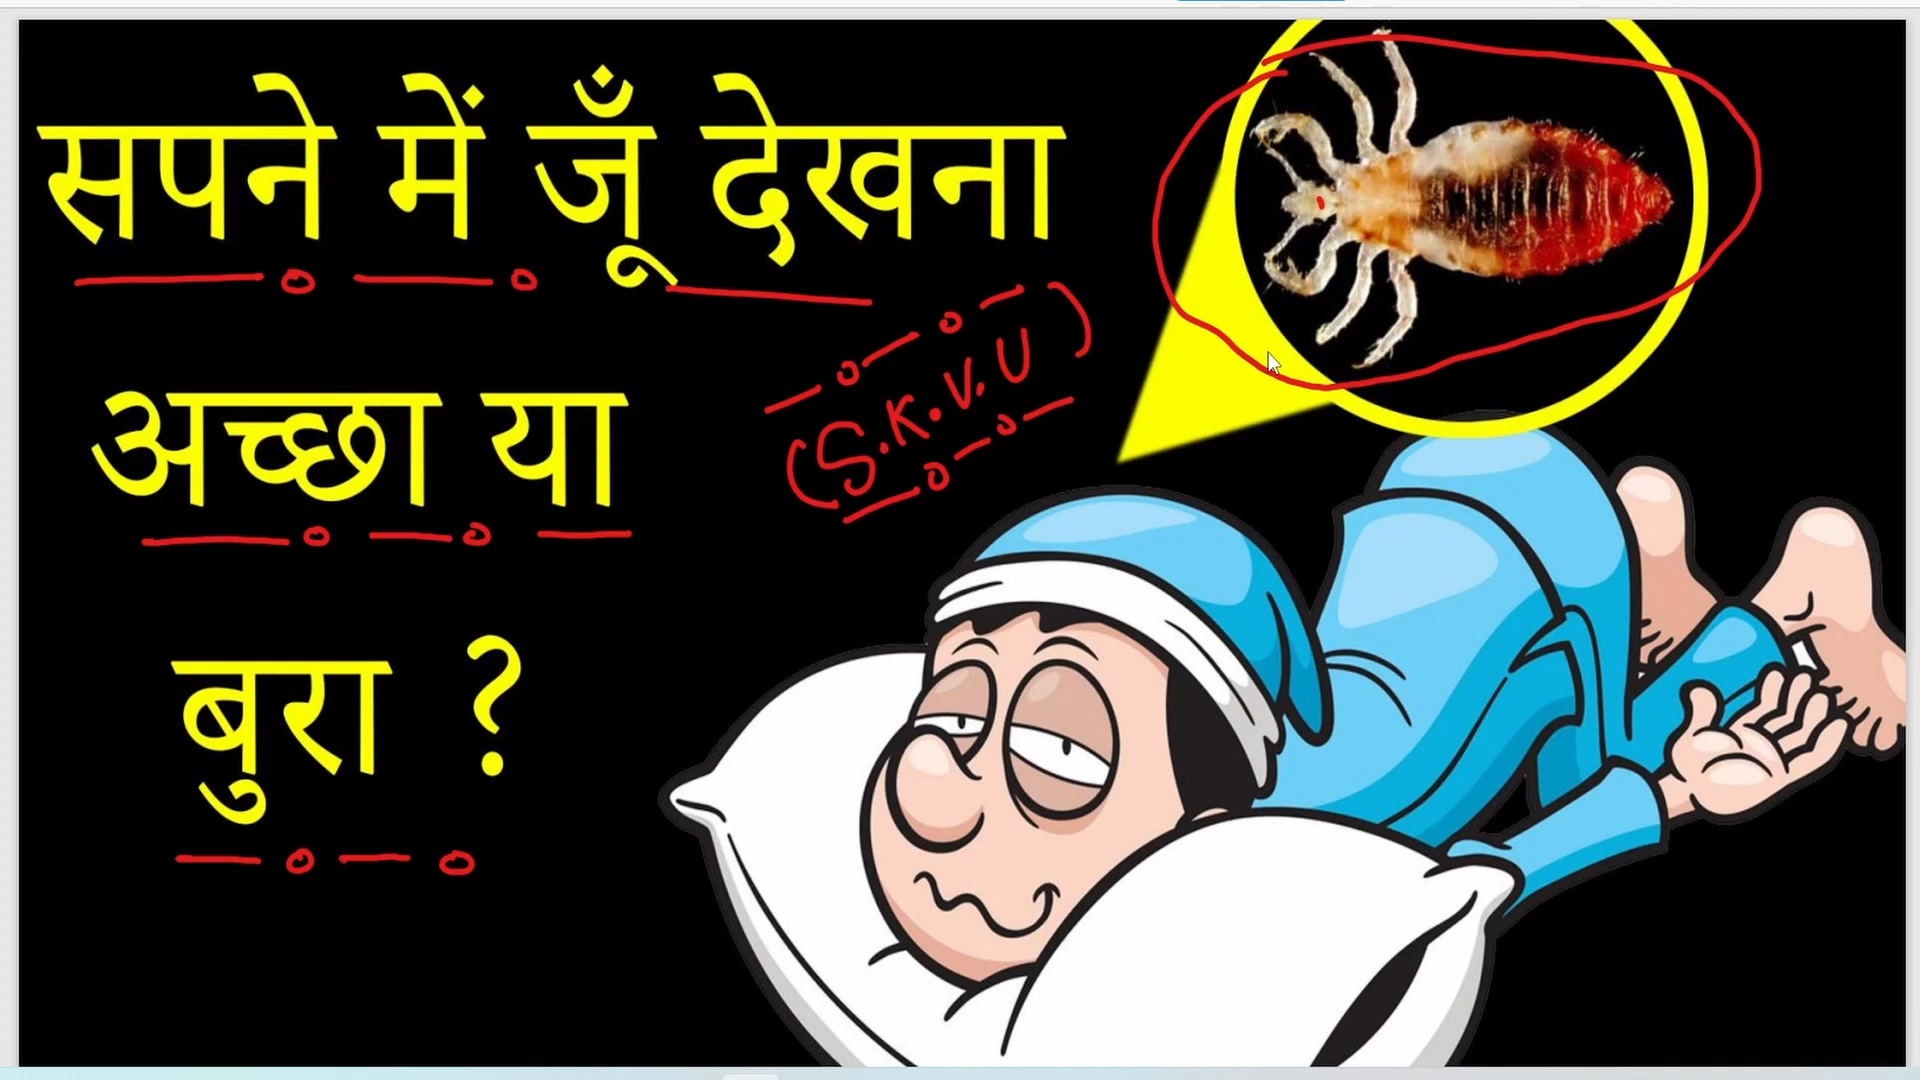 सपने में जूँ देखना
(S.K.V.U)
अच्छा या
बुरा ?